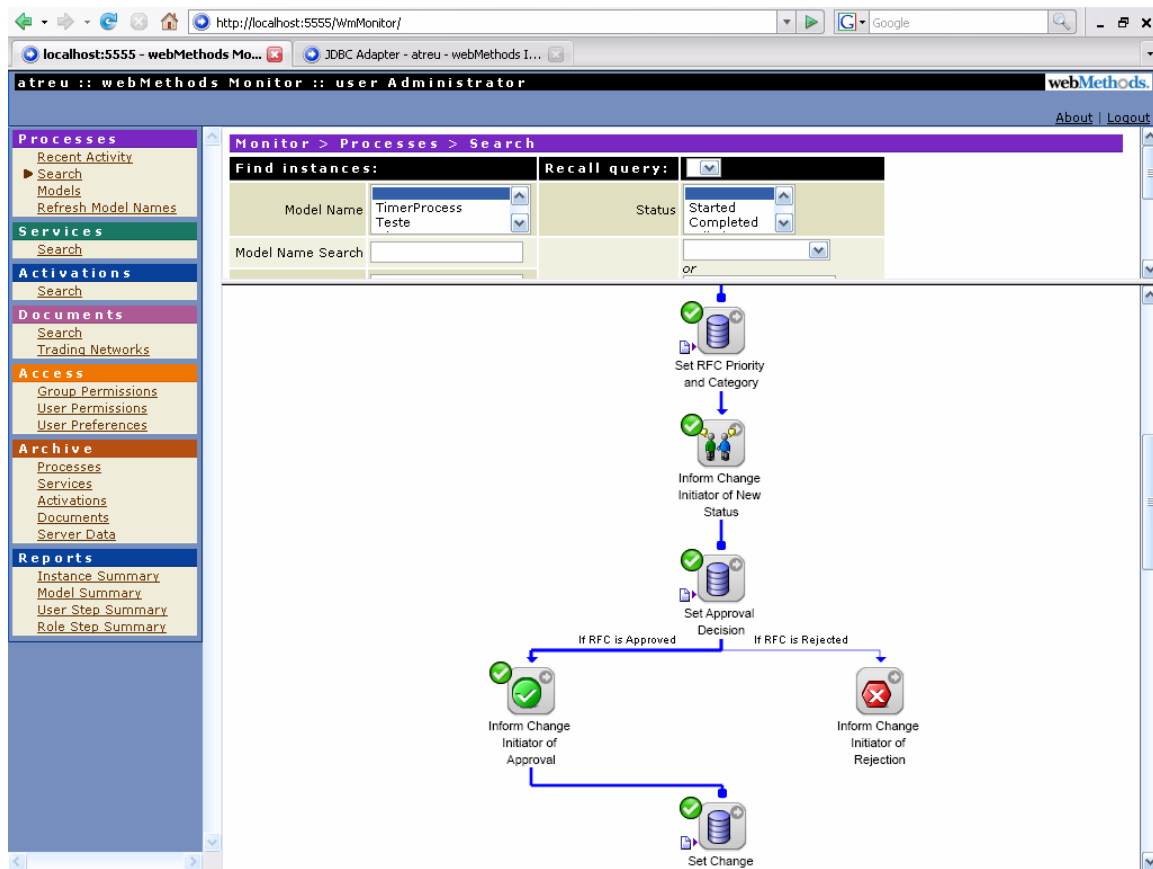 http://localhost:5555/WmMonitor/
Google
localhost:5555 - webMethods Mo...
JDBC Adapter - atreu - webMethods I...
atreu :: webMethods Monitor :: user Administrator
webMethods.
About | Logout
Processes
Recent Activity
Search
Models
Refresh Model Names
Services
Search
Activations
Search
Documents
Search
Trading Networks
Access
Group Permissions
User Permissions
User Preferences
Archive
Processes
Services
Activations
Documents
Server Data
Reports
Instance Summary
Model Summary
User Step Summary
Role Step Summary
Monitor > Processes > Search
Find instances:
Recall query:
Model Name
TimerProcess
Teste
Status
Started
Completed
Model Name Search
or
Set RFC Priority
and Category
Inform Change
Initiator of New
Status
Set Approval
Decision
If RFC is Approved
If RFC is Rejected
Inform Change
Initiator of
Approval
Inform Change
Initiator of
Rejection
Set Change